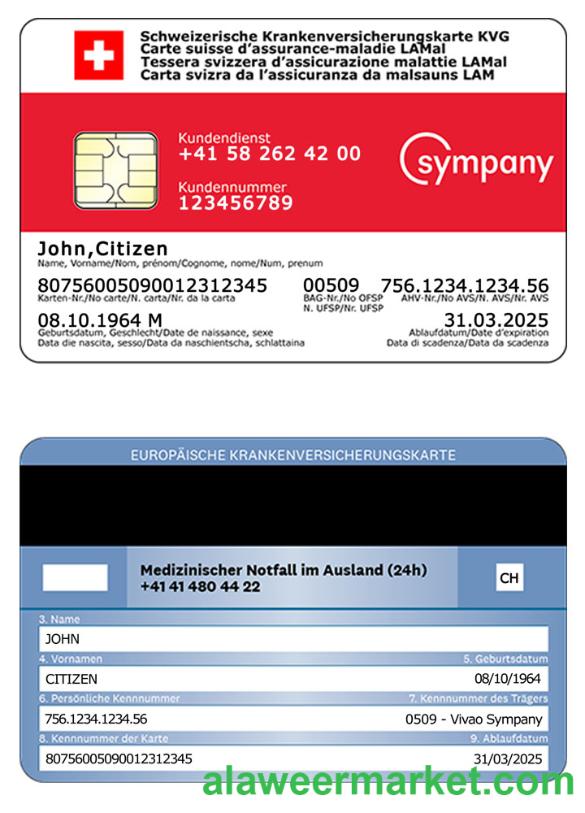 Schweizerische Krankenversicherungskarte KVG
Carte suisse d'assurance-maladie LAMal
Tessera svizzera d'assicurazione malattie LAMal
Carta svizra da l'assicuranza da malsauns LAM
Kundendienst
+41 58 262 42 00
sympany
Kundennummer
123456789
John,Citizen
Name, Vorname/Nom, prénom/Cognome, nome/Num, prenum
80756005090012312345 00509 756.1234.1234.56
Karten-Nr./No carte/N. carta/Nr. da la carta BAG-Nr./No OFSP AHV-Nr./No AVS/N. AVS/Nr. AVS
N. UFSP/Nr. UFSP
08.10.1964 M 31.03.2025
Geburtsdatum, Geschlecht/Date de naissance, sexe Ablaufdatum/Date d'expiration
Data die nascita, sesso/Data da naschientscha, schlattaina Data di scadenza/Data da scadenza
EUROPÄISCHE KRANKENVERSICHERUNGSKARTE
Medizinischer Notfall im Ausland (24h)
+41 41 480 44 22
CH
3. Name
JOHN
4. Vornamen 5. Geburtsdatum
CITIZEN 08/10/1964
6. Persönliche Kennnummer 7. Kennnummer des Trägers
756.1234.1234.56 0509 - Vivao Sympany
8. Kennnummer der Karte 9. Ablaufdatum
80756005090012312345 31/03/2025
alaweermarket.com